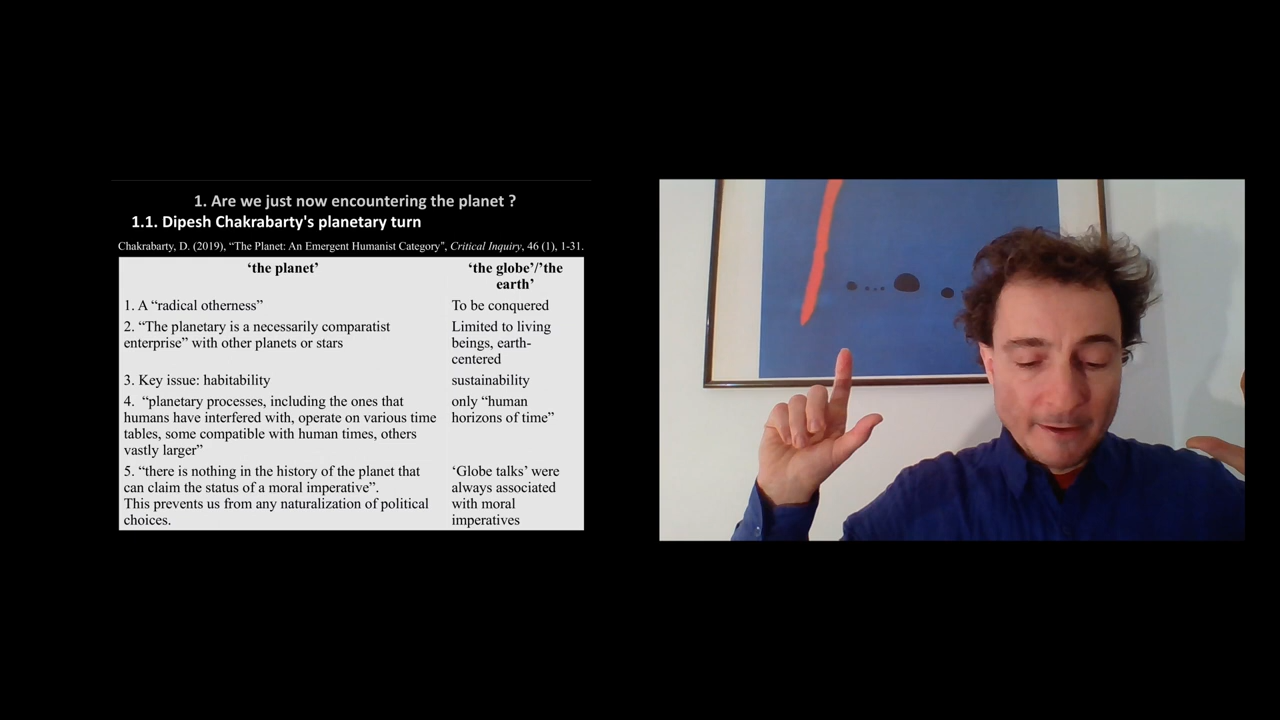 1. Are we just now encountering the planet ?
1.1. Dipesh Chakrabarty's planetary turn
Chakrabarty, D. (2019), “The Planet: An Emergent Humanist Category", Critical Inquiry, 46 (1), 1-31.
‘the planet’
‘the globe’/’the
earth’
1. A “radical otherness”
To be conquered
2. “The planetary is a necessarily comparatist
enterprise” with other planets or stars
Limited to living
beings, earth-
centered
3. Key issue: habitability
sustainability
4.  “planetary processes, including the ones that
humans have interfered with, operate on various time
tables, some compatible with human times, others
vastly larger”
only “human
horizons of time”
5. “there is nothing in the history of the planet that
can claim the status of a moral imperative”.
This prevents us from any naturalization of political
choices.
‘Globe talks’ were
always associated
with moral
imperatives